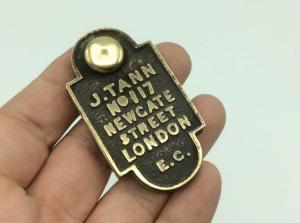 J. TANN
No 117
NEWGATE
STREET
LONDON
E.C.